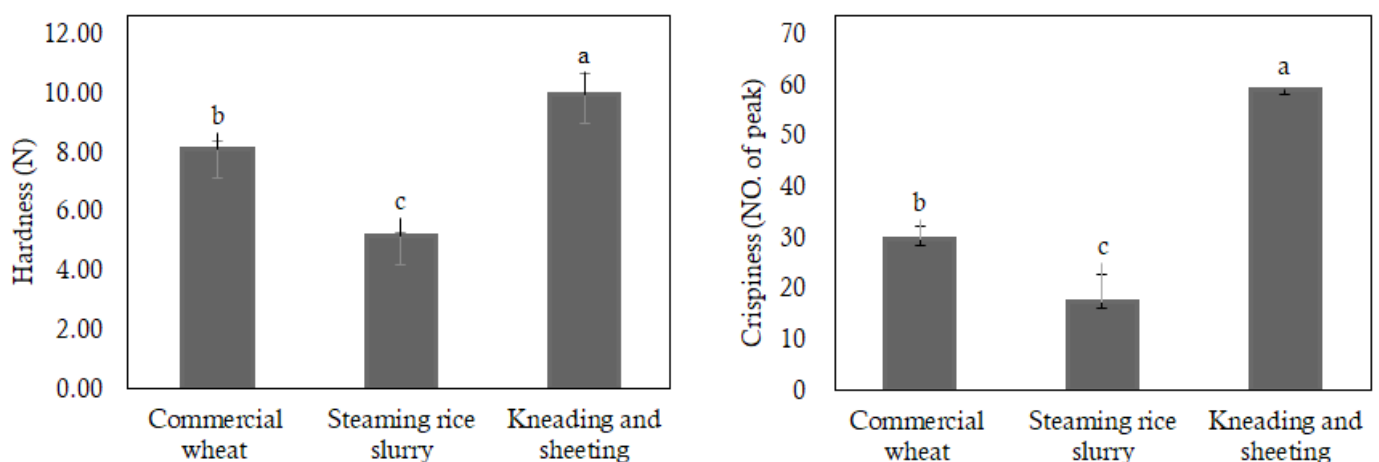 Hardness (N)
12.00
10.00
8.00
6.00
4.00
2.00
0.00
b
c
a
Commercial
wheat
Steaming rice
slurry
Kneading and
sheeting
Crispiness (NO. of peak)
70
60
50
40
30
20
10
0
b
c
a
Commercial
wheat
Steaming rice
slurry
Kneading and
sheeting